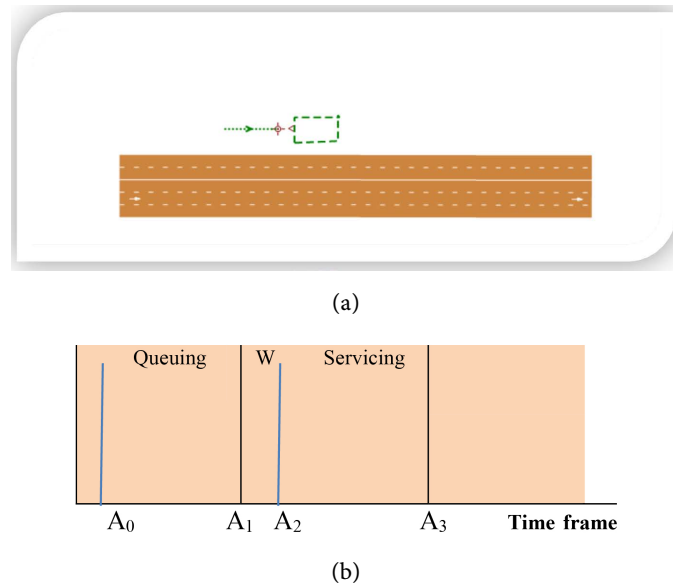 (a)
Queuing W Servicing
A₀ A₁ A₂ A₃ Time frame
(b)